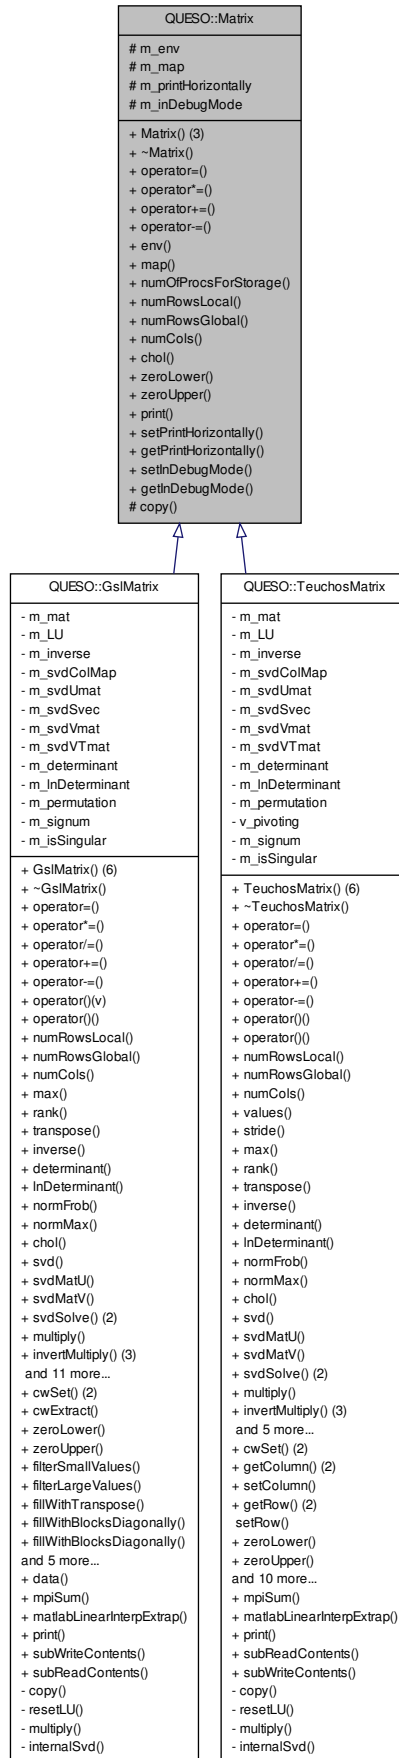 QUESO::Matrix
# m_env
# m_map
# m_printHorizontally
# m_inDebugMode
+ Matrix() (3)
+ ~Matrix()
+ operator=()
+ operator*=()
+ operator+=()
+ operator-=()
+ env()
+ map()
+ numOfProcsForStorage()
+ numRowsLocal()
+ numRowsGlobal()
+ numCols()
+ chol()
+ zeroLower()
+ zeroUpper()
+ print()
+ setPrintHorizontally()
+ getPrintHorizontally()
+ setInDebugMode()
+ getInDebugMode()
# copy()
QUESO::GslMatrix
- m_mat
- m_LU
- m_inverse
- m_svdColMap
- m_svdUmat
- m_svdSvec
- m_svdVmat
- m_svdVTmat
- m_determinant
- m_lnDeterminant
- m_permutation
- m_signum
- m_isSingular
+ GslMatrix() (6)
+ ~GslMatrix()
+ operator=()
+ operator*=()
+ operator/=()
+ operator+=()
+ operator-=()
+ operator()(v)
+ operator()()
+ numRowsLocal()
+ numRowsGlobal()
+ numCols()
+ max()
+ rank()
+ transpose()
+ inverse()
+ determinant()
+ lnDeterminant()
+ normFrob()
+ normMax()
+ chol()
+ svd()
+ svdMatU()
+ svdMatV()
+ svdSolve() (2)
+ multiply()
+ invertMultiply() (3)
and 11 more...
+ cwSet() (2)
+ cwExtract()
+ zeroLower()
+ zeroUpper()
+ filterSmallValues()
+ filterLargeValues()
+ fillWithTranspose()
+ fillWithBlocksDiagonally()
+ fillWithBlocksDiagonally()
and 5 more...
+ data()
+ mpiSum()
+ matlabLinearInterpExtrap()
+ print()
+ subWriteContents()
+ subReadContents()
- copy()
- resetLU()
- multiply()
- internalSvd()
QUESO::TeuchosMatrix
- m_mat
- m_LU
- m_inverse
- m_svdColMap
- m_svdUmat
- m_svdSvec
- m_svdVmat
- m_svdVTmat
- m_determinant
- m_lnDeterminant
- m_permutation
- v_pivoting
- m_signum
- m_isSingular
+ TeuchosMatrix() (6)
+ ~TeuchosMatrix()
+ operator=()
+ operator*=()
+ operator/=()
+ operator+=()
+ operator-=()
+ operator()()
+ operator()()
+ numRowsLocal()
+ numRowsGlobal()
+ numCols()
+ values()
+ stride()
+ max()
+ rank()
+ transpose()
+ inverse()
+ determinant()
+ lnDeterminant()
+ normFrob()
+ normMax()
+ chol()
+ svd()
+ svdMatU()
+ svdMatV()
+ svdSolve() (2)
+ multiply()
+ invertMultiply() (3)
and 5 more...
+ cwSet() (2)
+ getColumn() (2)
+ setColumn()
+ getRow() (2)
setRow()
+ zeroLower()
+ zeroUpper()
and 10 more...
+ mpiSum()
+ matlabLinearInterpExtrap()
+ print()
+ subReadContents()
+ subWriteContents()
- copy()
- resetLU()
- multiply()
- internalSvd()